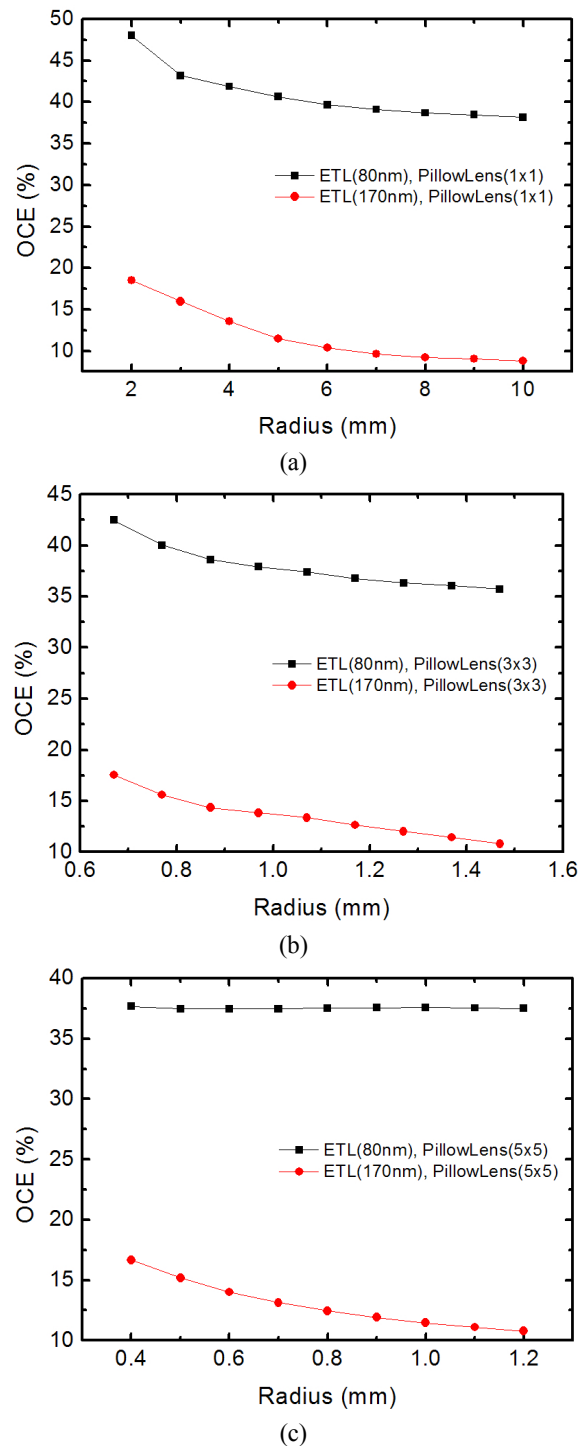 50
45
40
35
30
25
20
15
10
OCE (%)
ETL(80nm), PillowLens(1x1)
ETL(170nm), PillowLens(1x1)
2 4 6 8 10
Radius (mm)
(a)
45
40
35
30
25
20
15
10
OCE (%)
ETL(80nm), PillowLens(3x3)
ETL(170nm), PillowLens(3x3)
0.6 0.8 1.0 1.2 1.4 1.6
Radius (mm)
(b)
40
35
30
25
20
15
10
OCE (%)
ETL(80nm), PillowLens(5x5)
ETL(170nm), PillowLens(5x5)
0.4 0.6 0.8 1.0 1.2
Radius (mm)
(c)